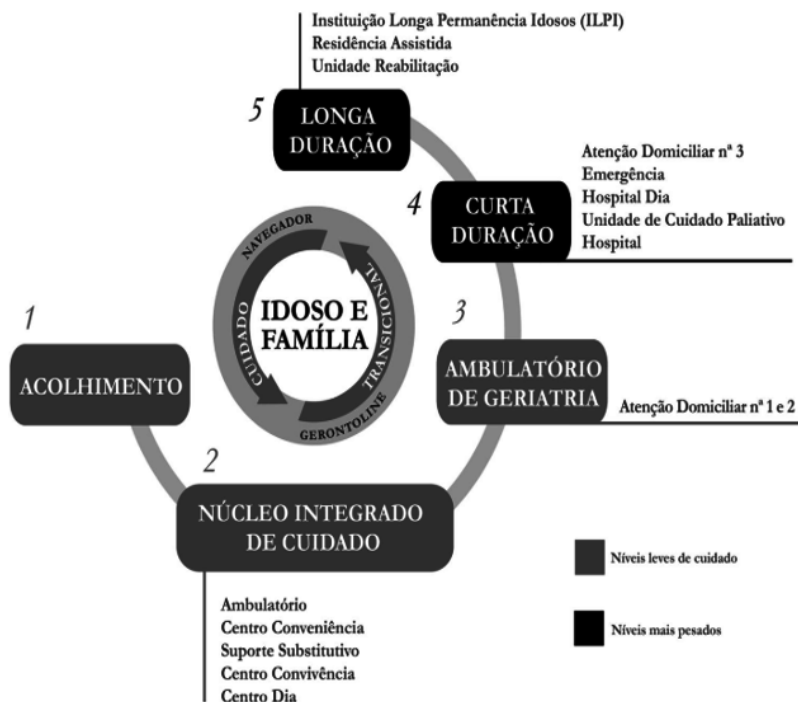 Instituição Longa Permanência Idosos (ILPI)
Residência Assistida
Unidade Reabilitação
5
LONGA
DURAÇÃO
4
CURTA
DURAÇÃO
Atenção Domiciliar nª 3
Emergência
Hospital Dia
Unidade de Cuidado Paliativo
Hospital
NAVEGADOR
CUIDADO
TRANSICIONAL
GERONTOLINE
IDOSO E
FAMÍLIA
1
ACOLHIMENTO
3
AMBULATÓRIO
DE GERIATRIA
Atenção Domiciliar nª 1 e 2
2
NÚCLEO INTEGRADO
DE CUIDADO
Ambulatório
Centro Conveniência
Suporte Substitutivo
Centro Convivência
Centro Dia
Níveis leves de cuidado
Níveis mais pesados